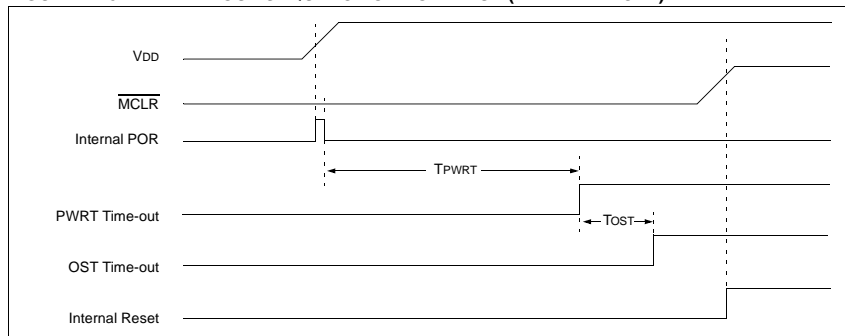 VDD
MCLR
Internal POR
TPWRT
PWRT Time-out
TOST
OST Time-out
Internal Reset